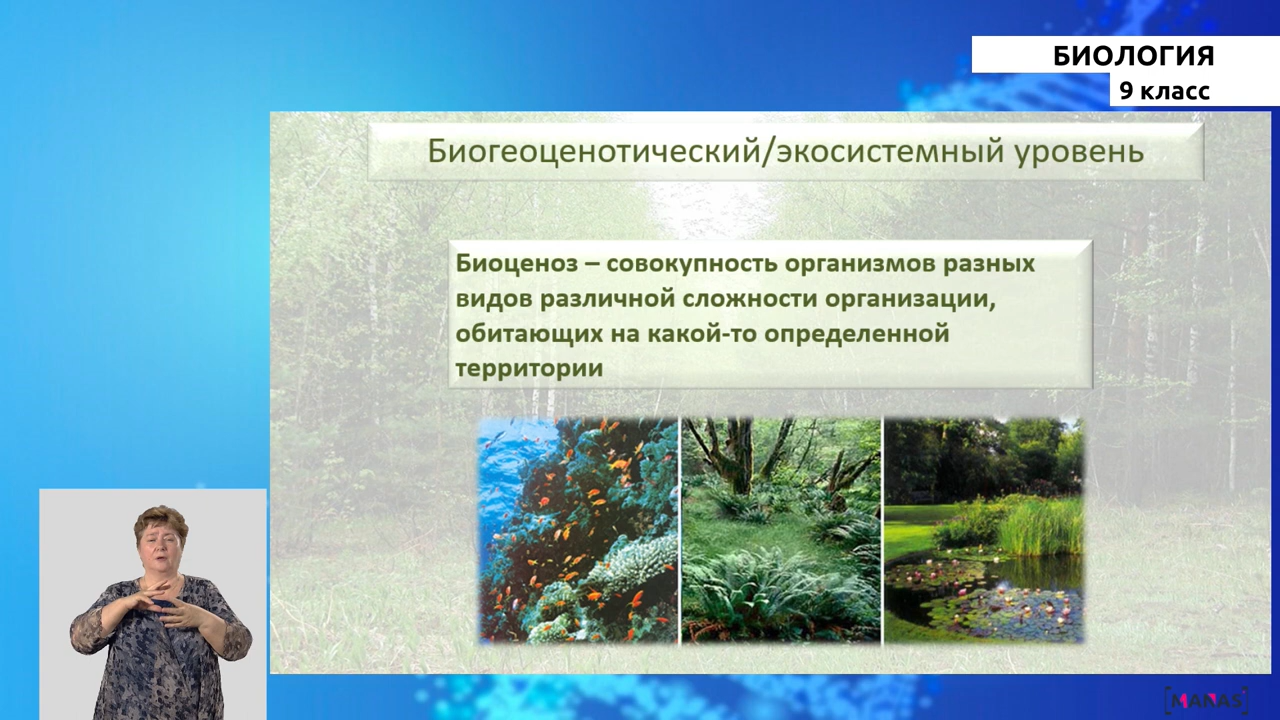 БИОЛОГИЯ
9 класс
Биогеоценотический/экосистемный уровень
Биоценоз – совокупность организмов разных
видов различной сложности организации,
обитающих на какой-то определенной
территории
MANAS